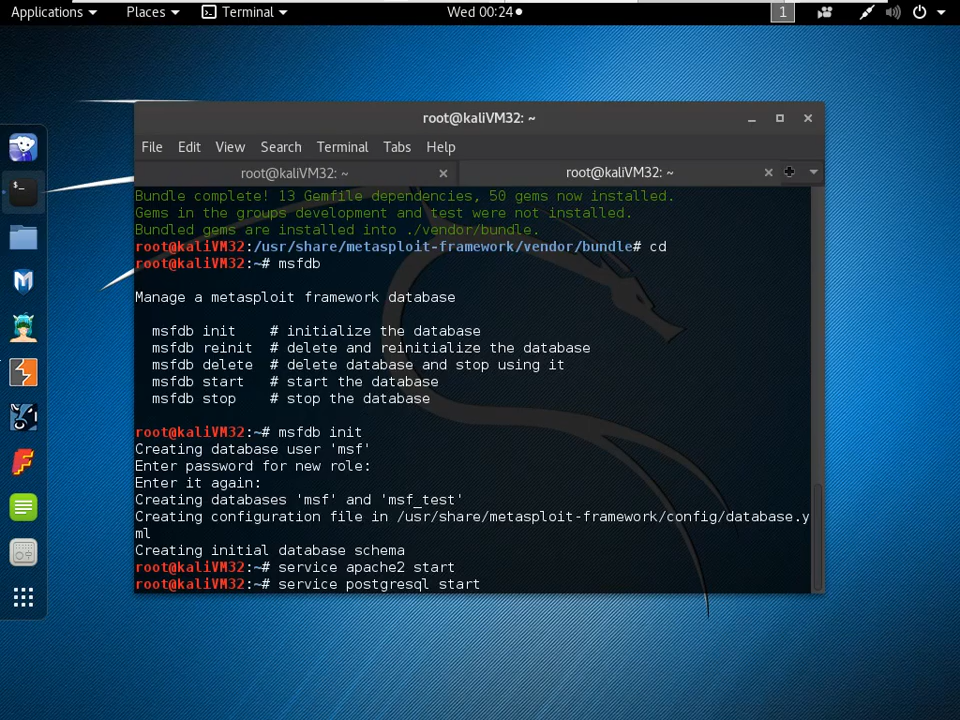 Applications Places Terminal Wed 00:24 1
root@kaliVM32: ~
File Edit View Search Terminal Tabs Help
root@kaliVM32: ~ root@kaliVM32: ~
Bundle complete! 13 Gemfile dependencies, 50 gems now installed.
Gems in the groups development and test were not installed.
Bundled gems are installed into ./vendor/bundle.
root@kaliVM32:/usr/share/metasploit-framework/vendor/bundle# cd
root@kaliVM32:~# msfdb
Manage a metasploit framework database
msfdb init # initialize the database
msfdb reinit # delete and reinitialize the database
msfdb delete # delete database and stop using it
msfdb start # start the database
msfdb stop # stop the database
root@kaliVM32:~# msfdb init
Creating database user 'msf'
Enter password for new role:
Enter it again:
Creating databases 'msf' and 'msf_test'
Creating configuration file in /usr/share/metasploit-framework/config/database.y
ml
Creating initial database schema
root@kaliVM32:~# service apache2 start
root@kaliVM32:~# service postgresql start